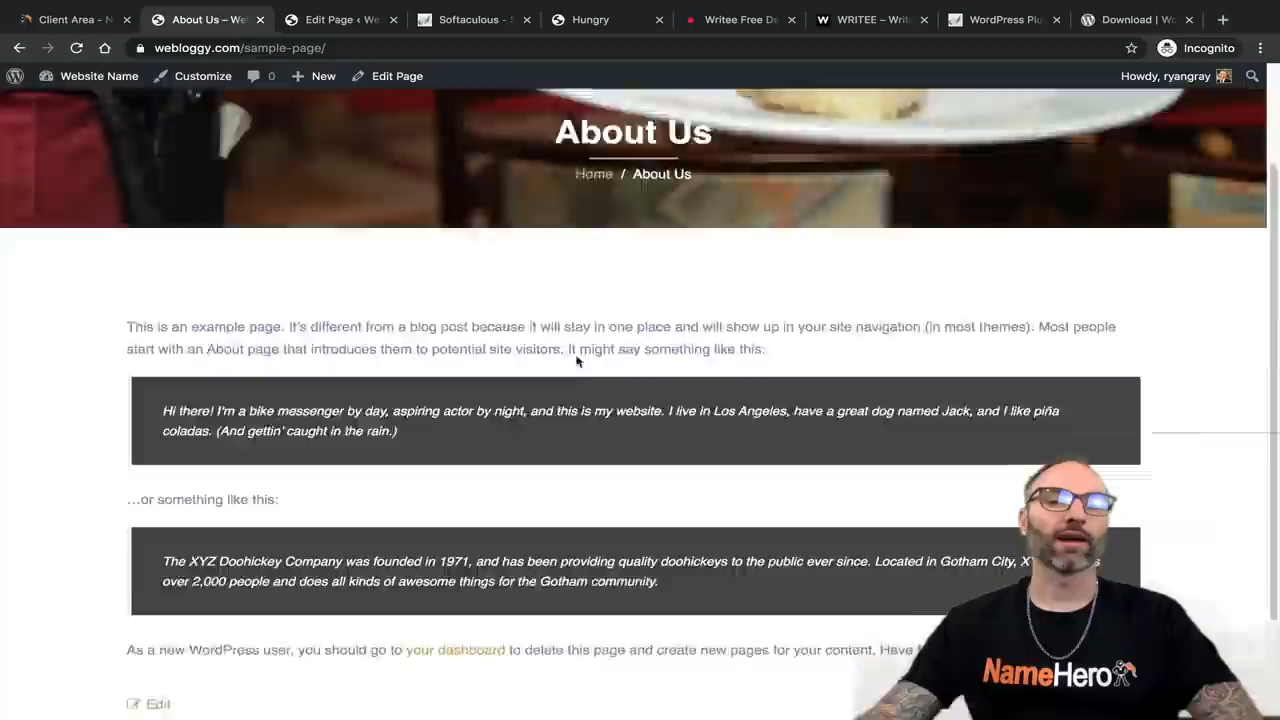 Client Area - N
About Us – Web
Edit Page ‹ We
Softaculous - S
Hungry
Writee Free De
WRITEE – Write
WordPress Plu
Download | Wo
webloggy.com/sample-page/
Incognito
Website Name
Customize
0
New
Edit Page
Howdy, ryangray
About Us
Home / About Us
This is an example page. It's different from a blog post because it will stay in one place and will show up in your site navigation (in most themes). Most people
start with an About page that introduces them to potential site visitors. It might say something like this:
Hi there! I'm a bike messenger by day, aspiring actor by night, and this is my website. I live in Los Angeles, have a great dog named Jack, and I like piña
coladas. (And gettin' caught in the rain.)
…or something like this:
The XYZ Doohickey Company was founded in 1971, and has been providing quality doohickeys to the public ever since. Located in Gotham City,
over 2,000 people and does all kinds of awesome things for the Gotham community.
As a new WordPress user, you should go to your dashboard to delete this page and create new pages for your content. Have
Edit
NameHero